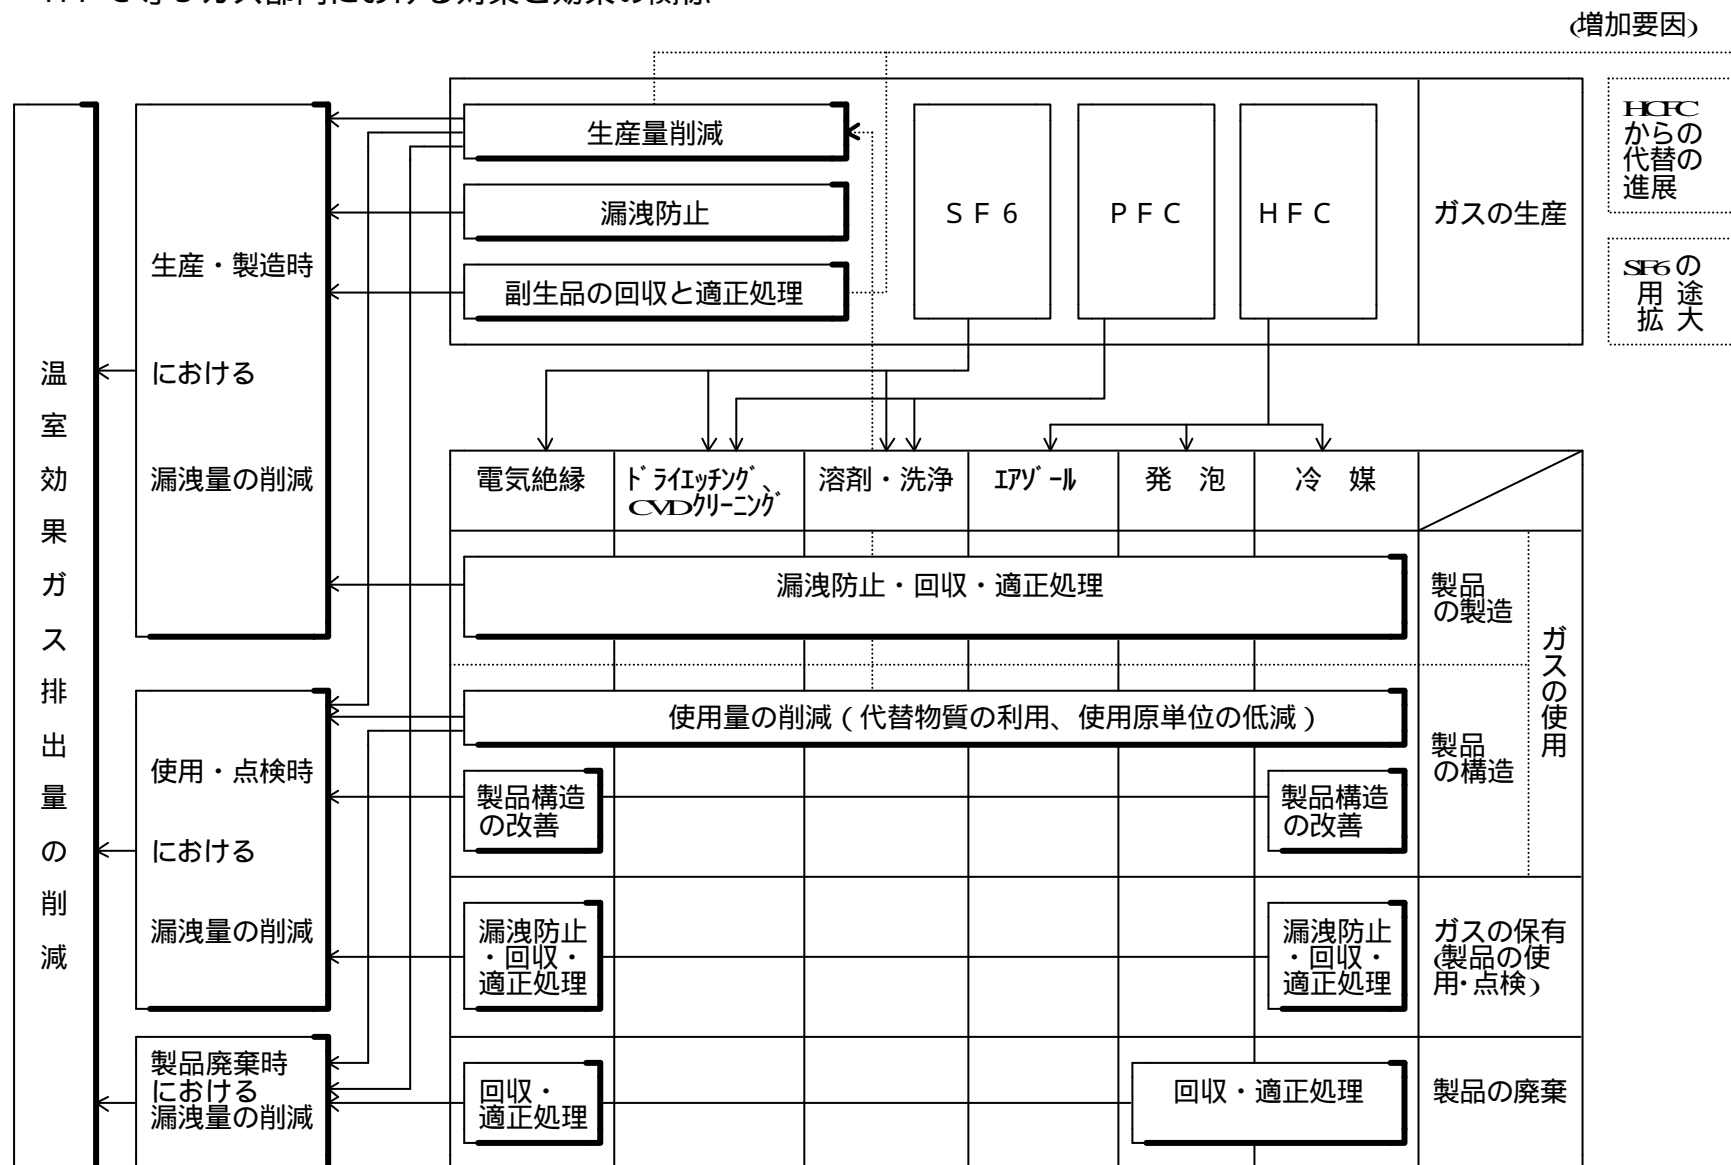 (増加要因)
HCFC
からの
代替の
進展
SF6の
用途
拡大
生産量削減
漏洩防止
副生品の回収と適正処理
SF6
PFC
HFC
ガスの生産
生産・製造時
における
漏洩量の削減
温室効果ガス排出量の削減
電気絶縁
ドライエッチング、
CVDクリーニング
溶剤・洗浄
エアゾール
発 泡
冷 媒
漏洩防止・回収・適正処理
製品
の製造
ガスの使用
使用量の削減(代替物質の利用、使用原単位の低減)
製品
の構造
使用・点検時
における
漏洩量の削減
製品構造
の改善
製品構造
の改善
漏洩防止
・回収・
適正処理
漏洩防止
・回収・
適正処理
ガスの保有
(製品の使
用・点検)
製品廃棄時
における
漏洩量の削減
回収・
適正処理
回収・適正処理
製品の廃棄